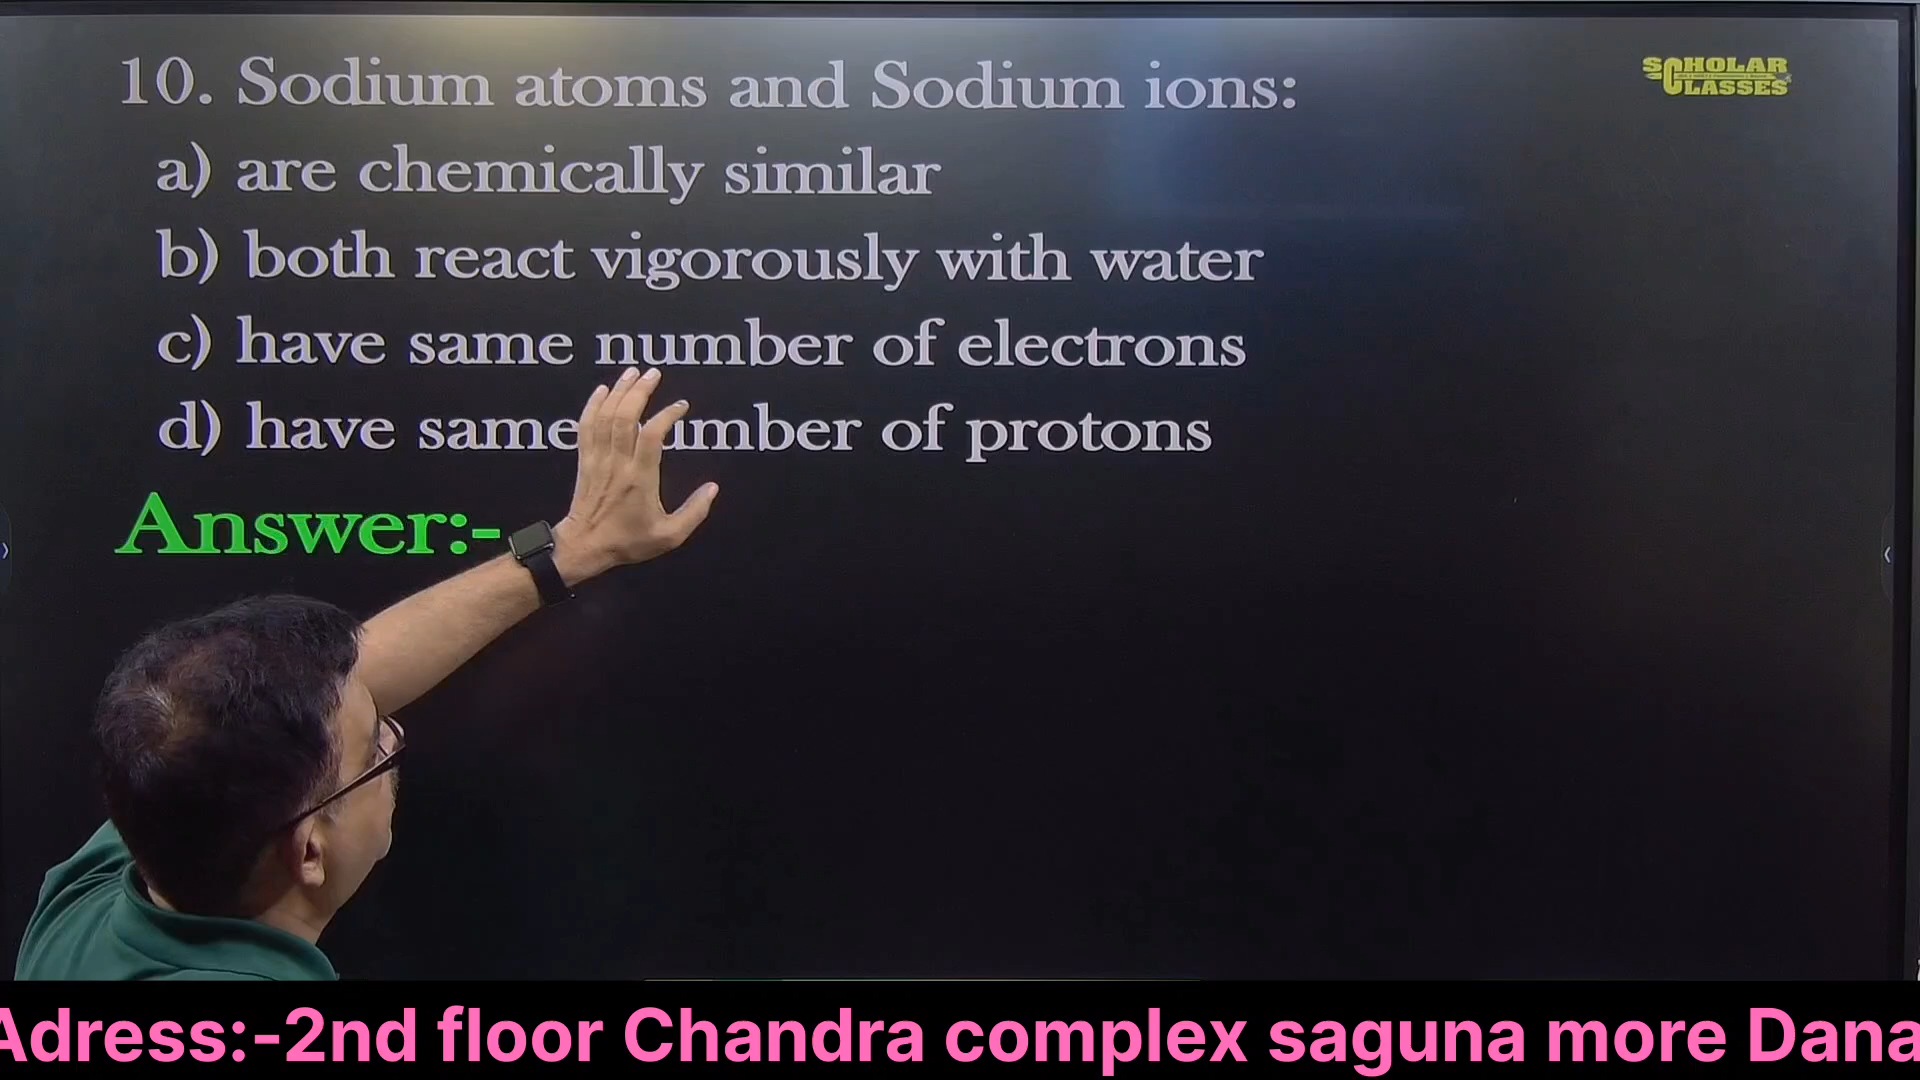 10. Sodium atoms and Sodium ions:
SCHOLAR
CLASSES
a) are chemically similar
b) both react vigorously with water
c) have same number of electrons
d) have same umber of protons
Answer:-
Adress:-2nd floor Chandra complex saguna more Dana